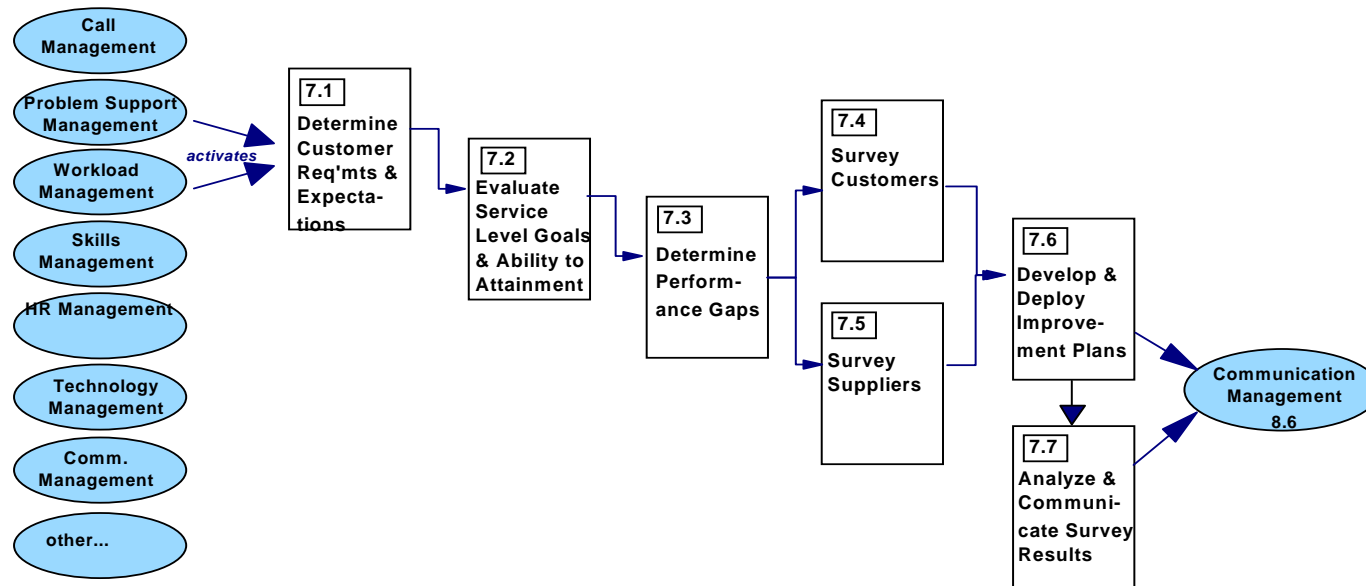 Call
Management
Problem Support
Management
Workload
Management
Skills
Management
HR Management
Technology
Management
Comm.
Management
other...
activates
7.1
Determine
Customer
Req'mts &
Expecta-
tions
7.2
Evaluate
Service
Level Goals
& Ability to
Attainment
7.3
Determine
Perform-
ance Gaps
7.4
Survey
Customers
7.5
Survey
Suppliers
7.6
Develop &
Deploy
Improve-
ment Plans
7.7
Analyze &
Communi-
cate Survey
Results
Communication
Management
8.6